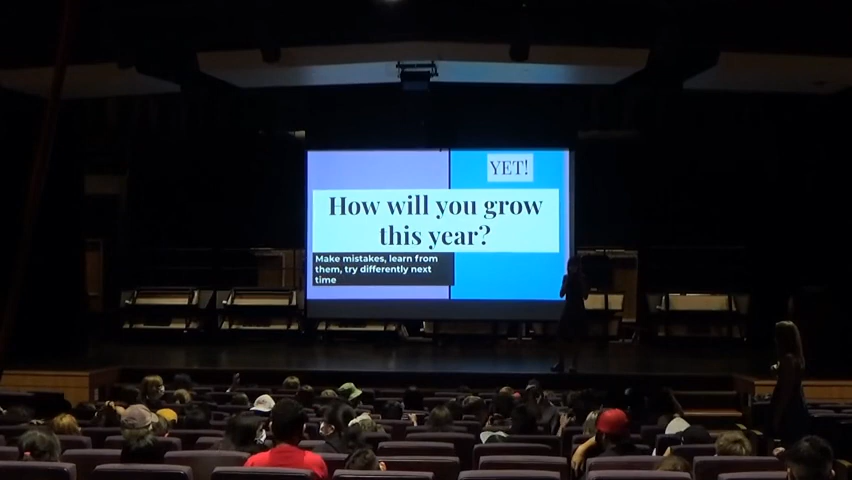 YET!
How will you grow
this year?
Make mistakes, learn from
them, try differently next
time